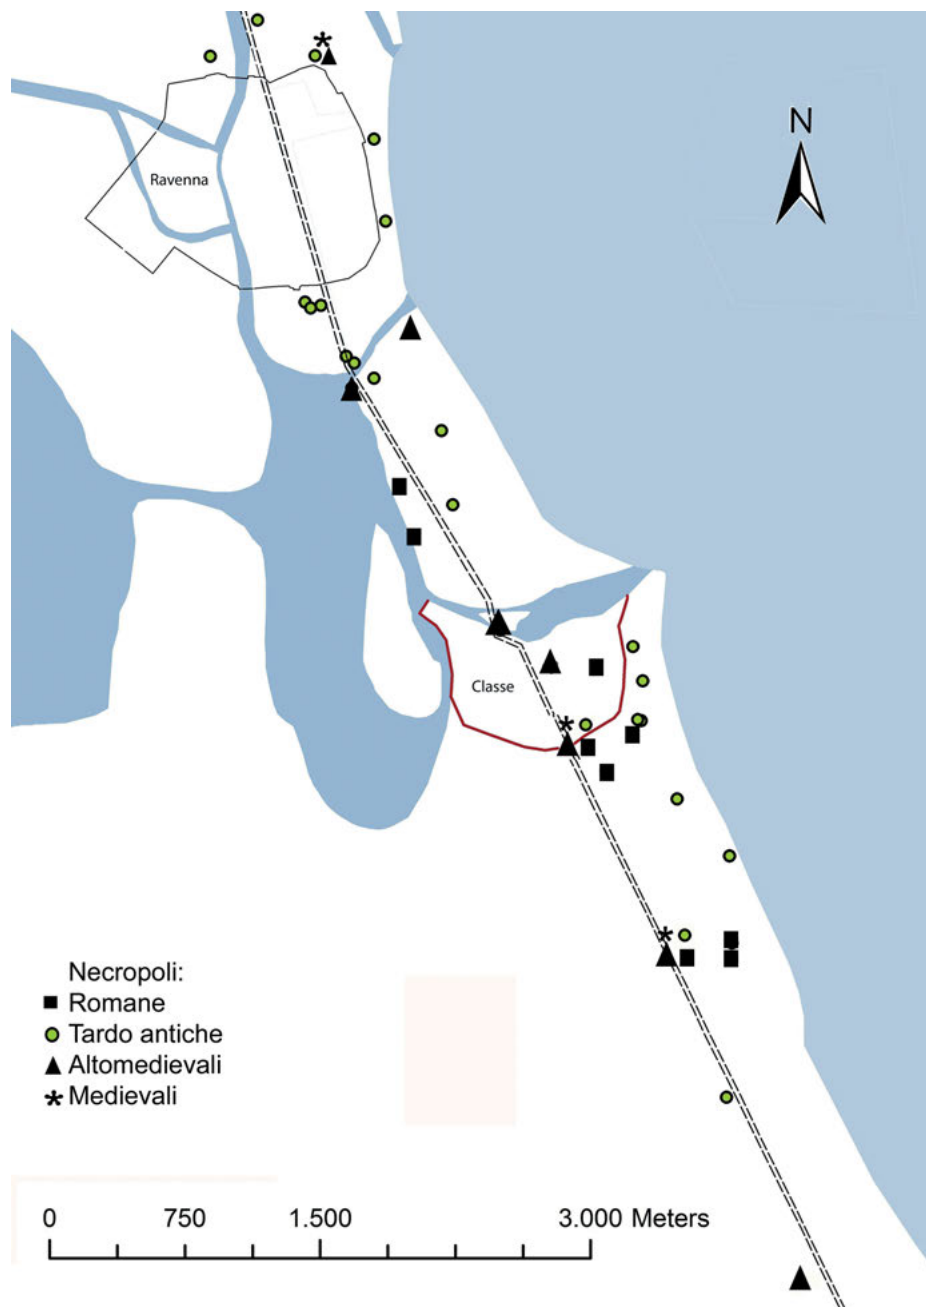 N
Ravenna
Classe
Necropoli:
Romane
Tardo antiche
Altomedievali
Medievali
0 750 1.500 3.000 Meters